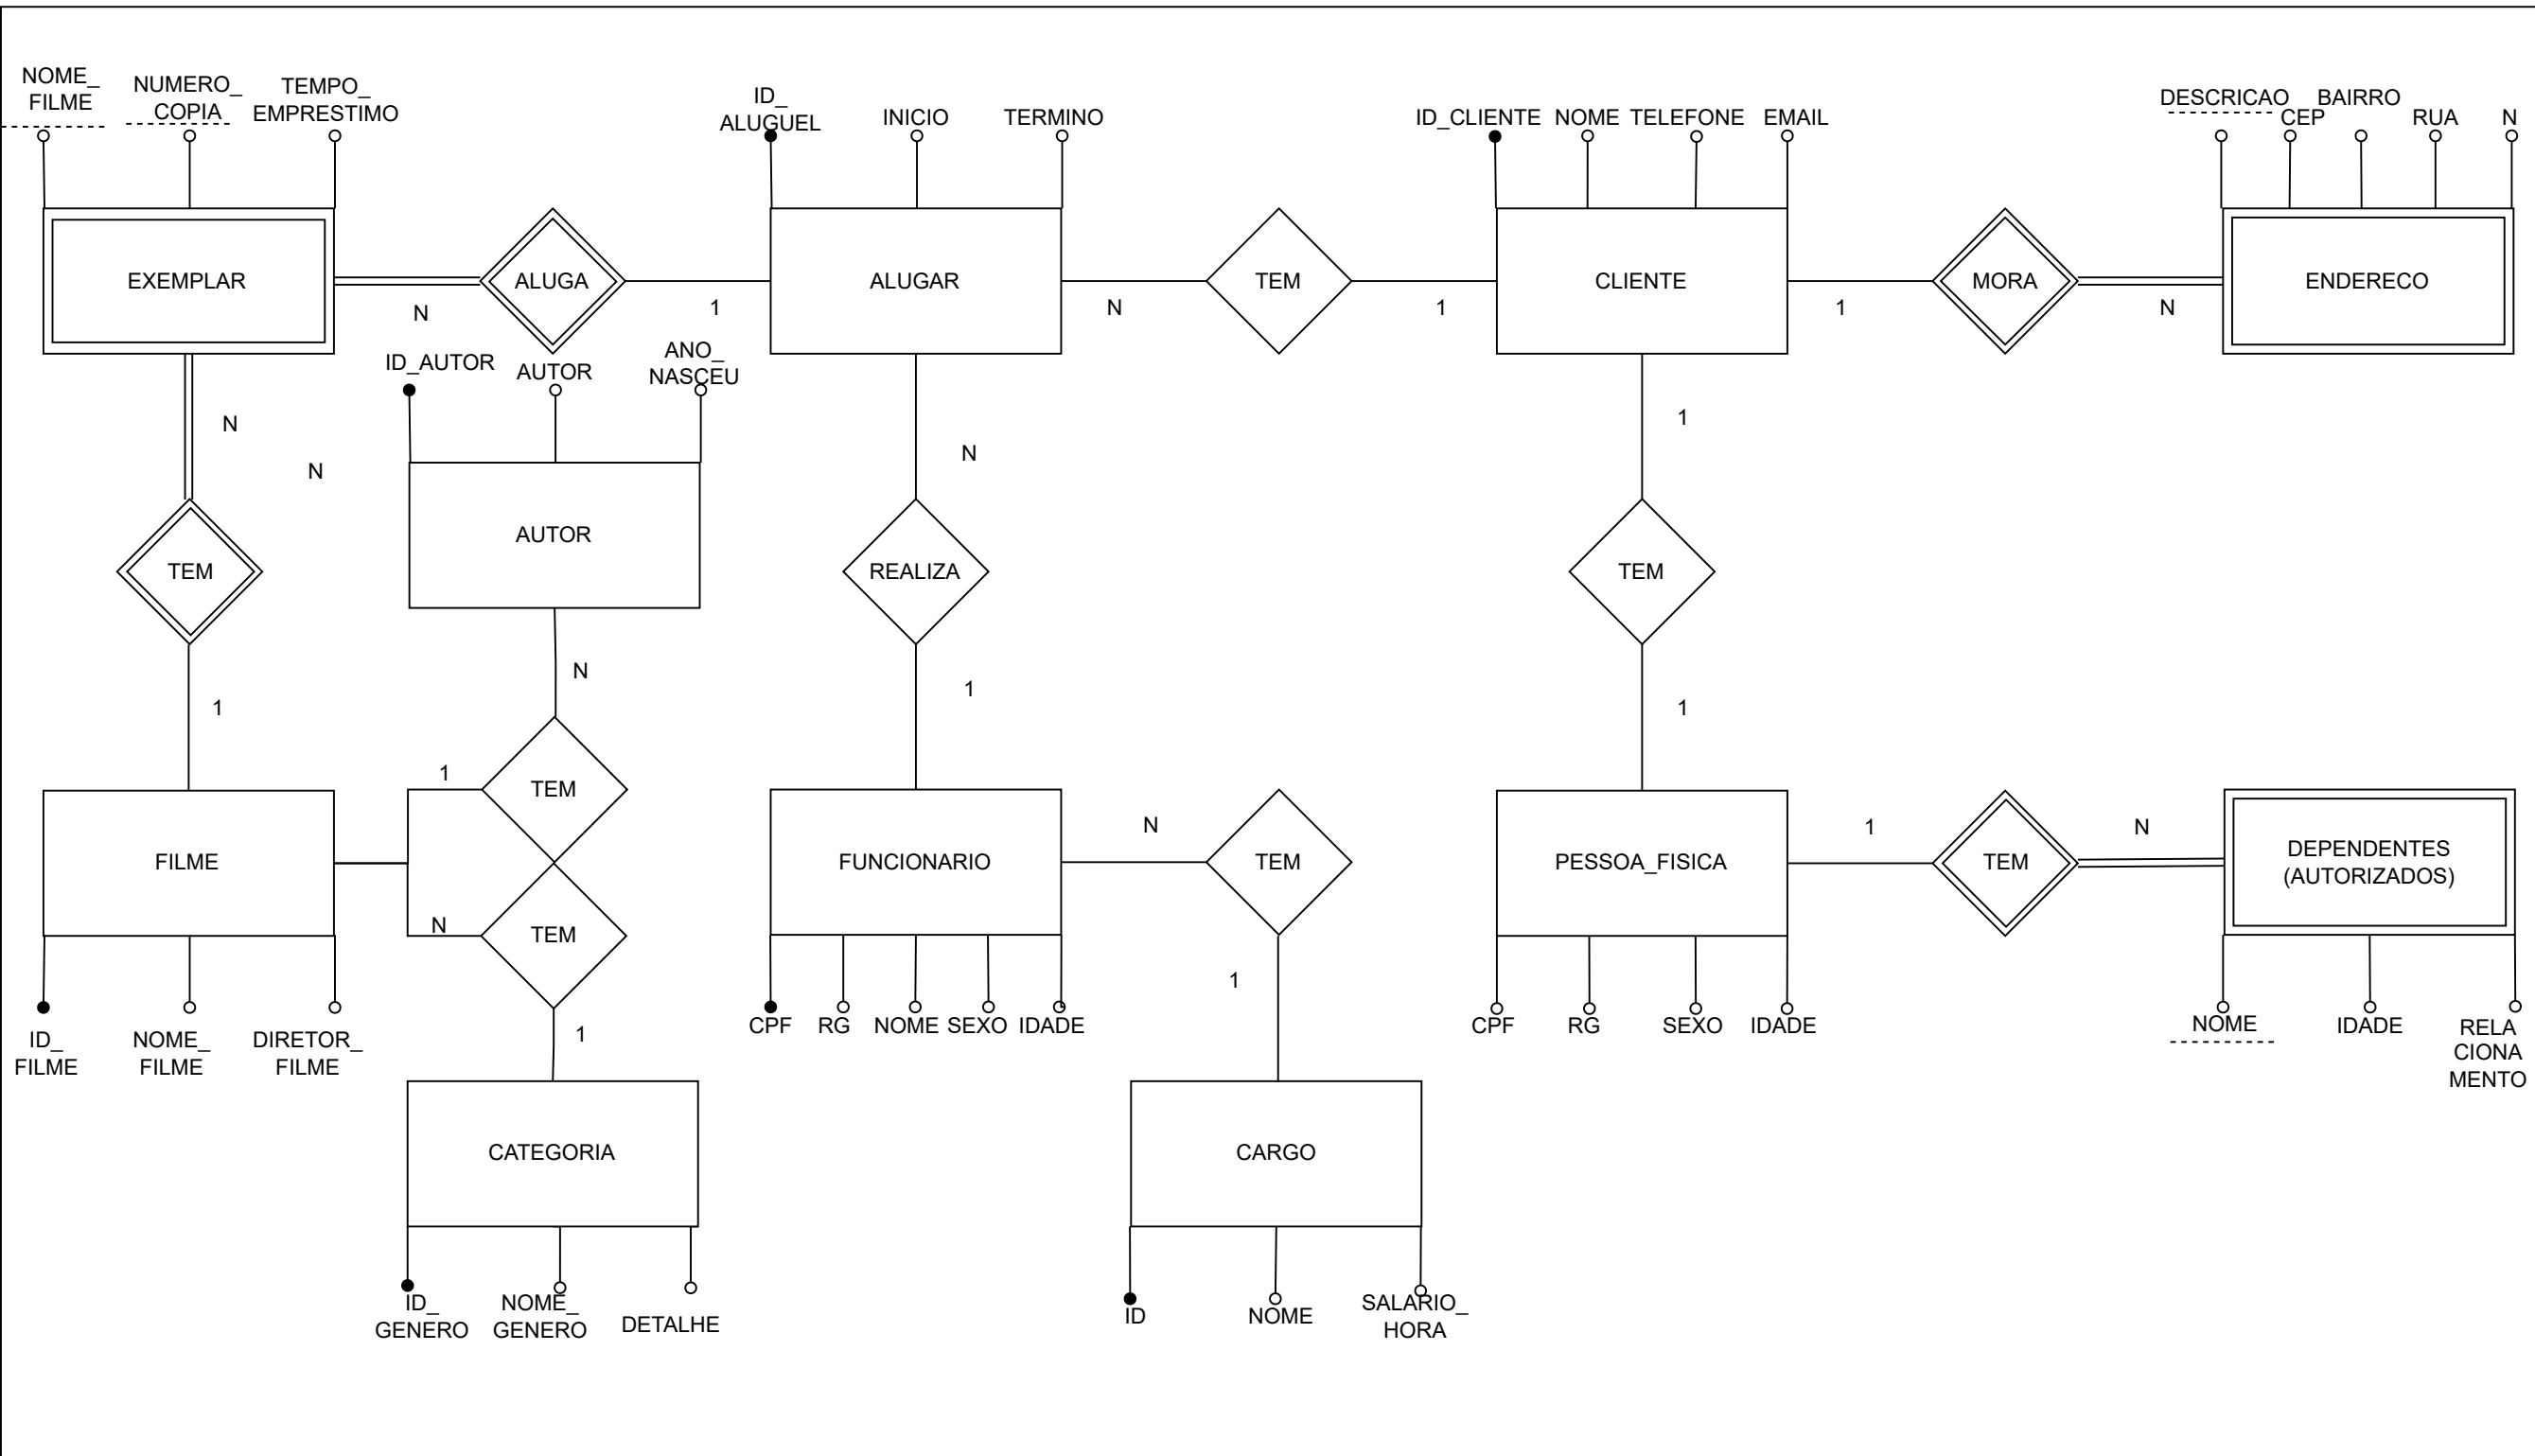 NOME_
FILME
NUMERO_
COPIA
TEMPO_
EMPRESTIMO
ID_
ALUGUEL
INICIO
TERMINO
ID_CLIENTE
NOME
TELEFONE
EMAIL
DESCRICAO
CEP
BAIRRO
RUA
N
EXEMPLAR
ALUGA
ALUGAR
TEM
CLIENTE
MORA
ENDERECO
N
1
N
1
1
N
ID_AUTOR
AUTOR
ANO_
NASCEU
N
N
N
1
AUTOR
TEM
REALIZA
TEM
N
1
1
1
1
TEM
N
1
N
FILME
FUNCIONARIO
TEM
PESSOA_FISICA
TEM
DEPENDENTES
(AUTORIZADOS)
N
TEM
1
1
ID_
FILME
NOME_
FILME
DIRETOR_
FILME
CPF
RG
NOME
SEXO
IDADE
CPF
RG
SEXO
IDADE
NOME
IDADE
RELA
CIONA
MENTO
CATEGORIA
CARGO
ID_
GENERO
NOME_
GENERO
DETALHE
ID
NOME
SALARIO_
HORA